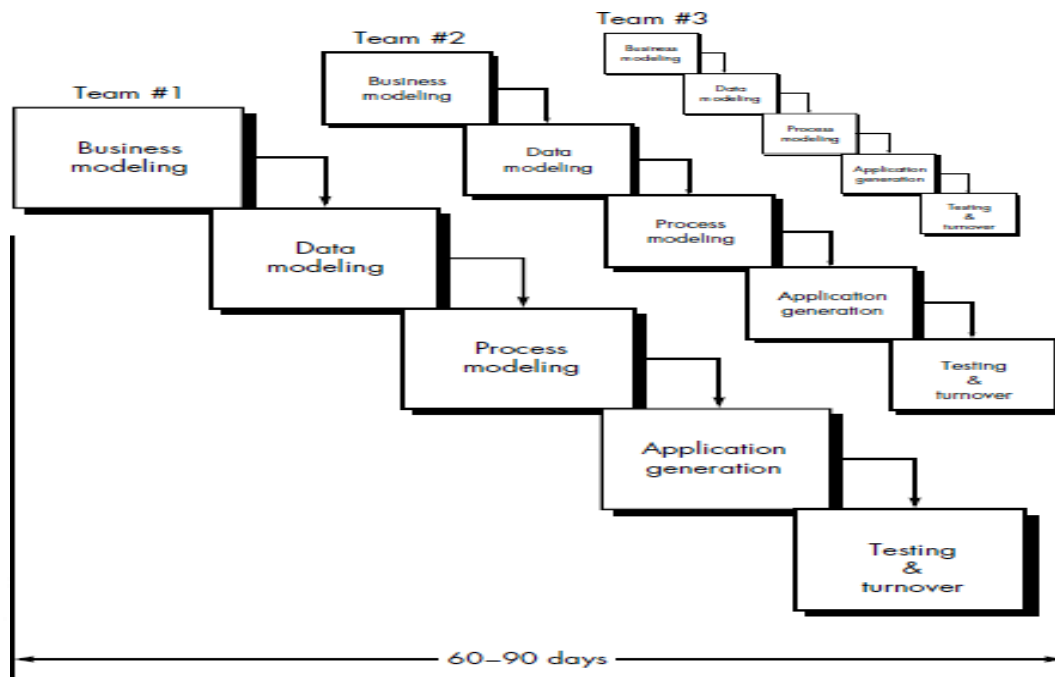 Team #1
Business
modeling
Data
modeling
Process
modeling
Application
generation
Testing
&
turnover
Team #2
Business
modeling
Data
modeling
Process
modeling
Application
generation
Testing
&
turnover
Team #3
Business
modeling
Data
modeling
Process
modeling
Application
generation
Testing
&
turnover
60–90 days